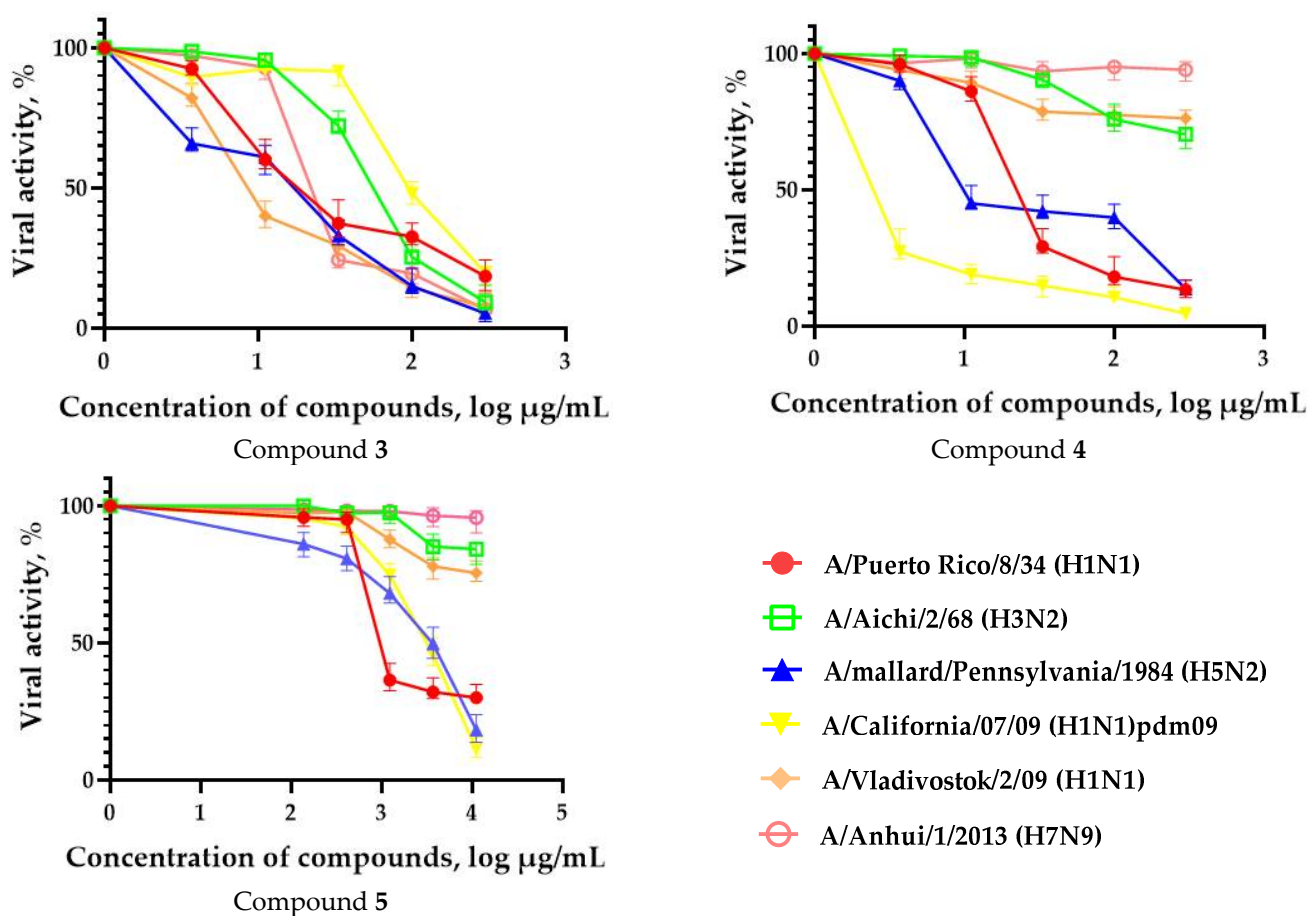 Viral activity, %
100
50
0
0 1 2 3
Concentration of compounds, log μg/mL
Compound 3
Viral activity, %
100
50
0
0 1 2 3
Concentration of compounds, log μg/mL
Compound 4
Viral activity, %
100
50
0
0 1 2 3 4 5
Concentration of compounds, log μg/mL
Compound 5
A/Puerto Rico/8/34 (H1N1)
A/Aichi/2/68 (H3N2)
A/mallard/Pennsylvania/1984 (H5N2)
A/California/07/09 (H1N1)pdm09
A/Vladivostok/2/09 (H1N1)
A/Anhui/1/2013 (H7N9)